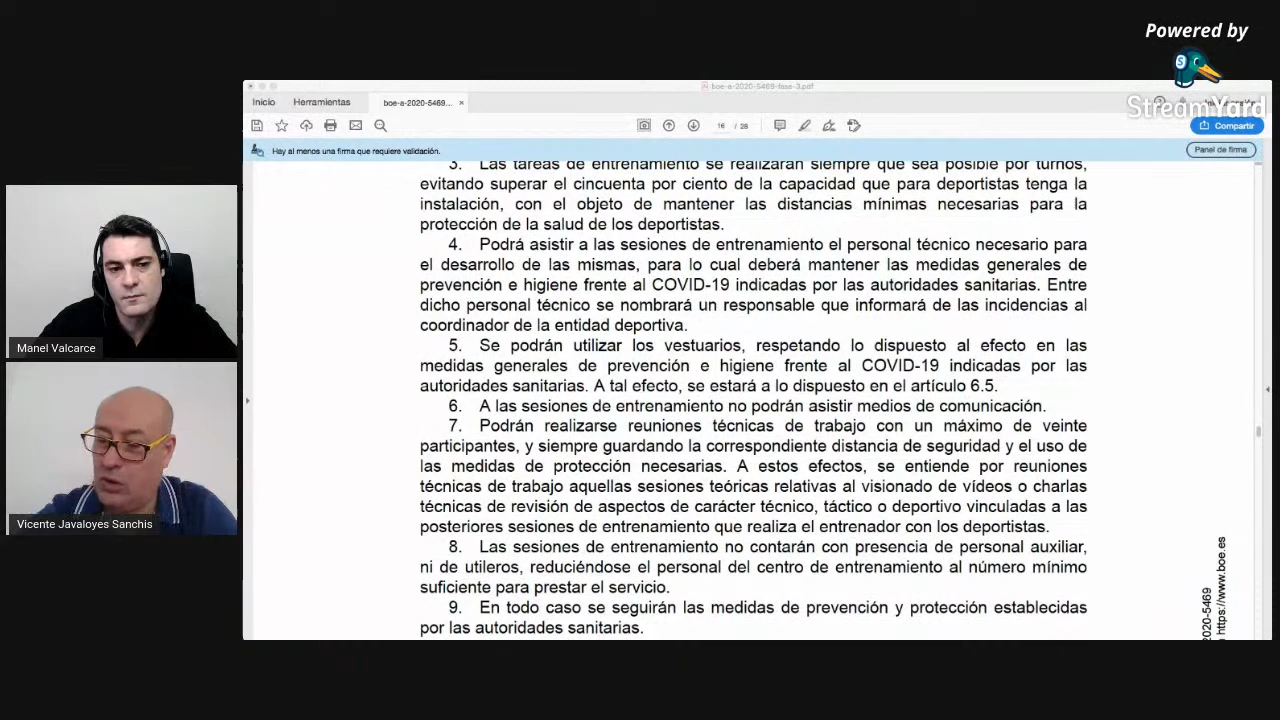 Powered by
StreamYard
boe-a-2020-5469-fase-3.pdf
Inicio
Herramientas
boe-a-2020-5469... ×
16 / 28
Compartir
Hay al menos una firma que requiere validación.
Panel de firma
3. Las tareas de entrenamiento se realizarán siempre que sea posible por turnos,
evitando superar el cincuenta por ciento de la capacidad que para deportistas tenga la
instalación, con el objeto de mantener las distancias mínimas necesarias para la
protección de la salud de los deportistas.
4. Podrá asistir a las sesiones de entrenamiento el personal técnico necesario para
el desarrollo de las mismas, para lo cual deberá mantener las medidas generales de
prevención e higiene frente al COVID-19 indicadas por las autoridades sanitarias. Entre
dicho personal técnico se nombrará un responsable que informará de las incidencias al
coordinador de la entidad deportiva.
5. Se podrán utilizar los vestuarios, respetando lo dispuesto al efecto en las
medidas generales de prevención e higiene frente al COVID-19 indicadas por las
autoridades sanitarias. A tal efecto, se estará a lo dispuesto en el artículo 6.5.
6. A las sesiones de entrenamiento no podrán asistir medios de comunicación.
7. Podrán realizarse reuniones técnicas de trabajo con un máximo de veinte
participantes, y siempre guardando la correspondiente distancia de seguridad y el uso de
las medidas de protección necesarias. A estos efectos, se entiende por reuniones
técnicas de trabajo aquellas sesiones teóricas relativas al visionado de vídeos o charlas
técnicas de revisión de aspectos de carácter técnico, táctico o deportivo vinculadas a las
posteriores sesiones de entrenamiento que realiza el entrenador con los deportistas.
8. Las sesiones de entrenamiento no contarán con presencia de personal auxiliar,
ni de utileros, reduciéndose el personal del centro de entrenamiento al número mínimo
suficiente para prestar el servicio.
9. En todo caso se seguirán las medidas de prevención y protección establecidas
por las autoridades sanitarias.
2020-5469
https://www.boe.es
Manel Valcarce
Vicente Javaloyes Sanchis